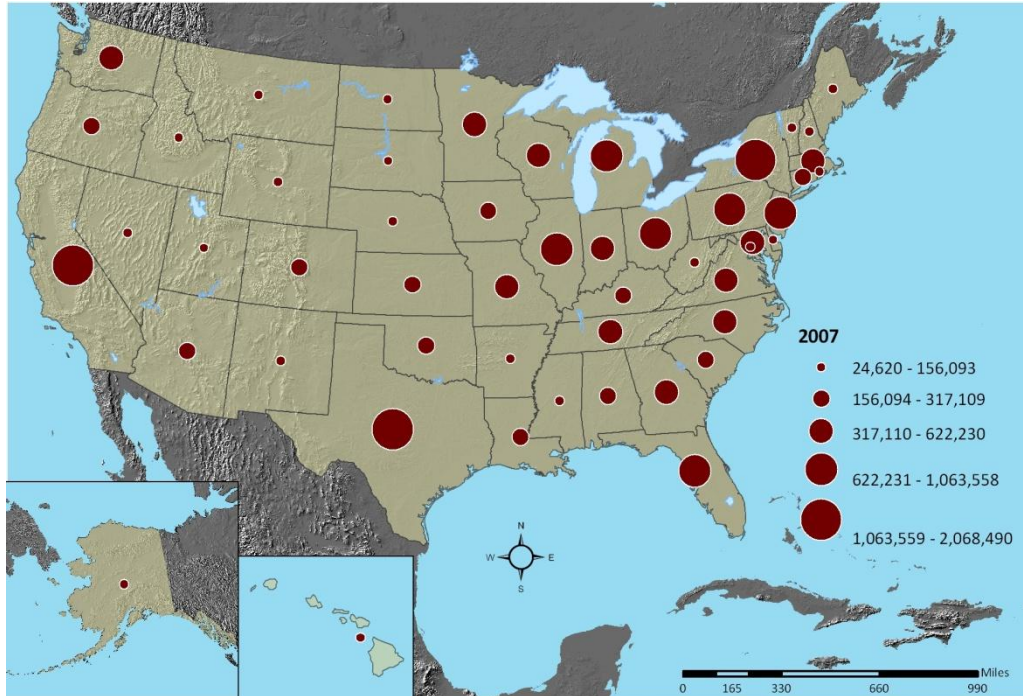 2007
24,620 - 156,093
156,094 - 317,109
317,110 - 622,230
622,231 - 1,063,558
1,063,559 - 2,068,490
N
W E
S
Miles
0 165 330 660 990